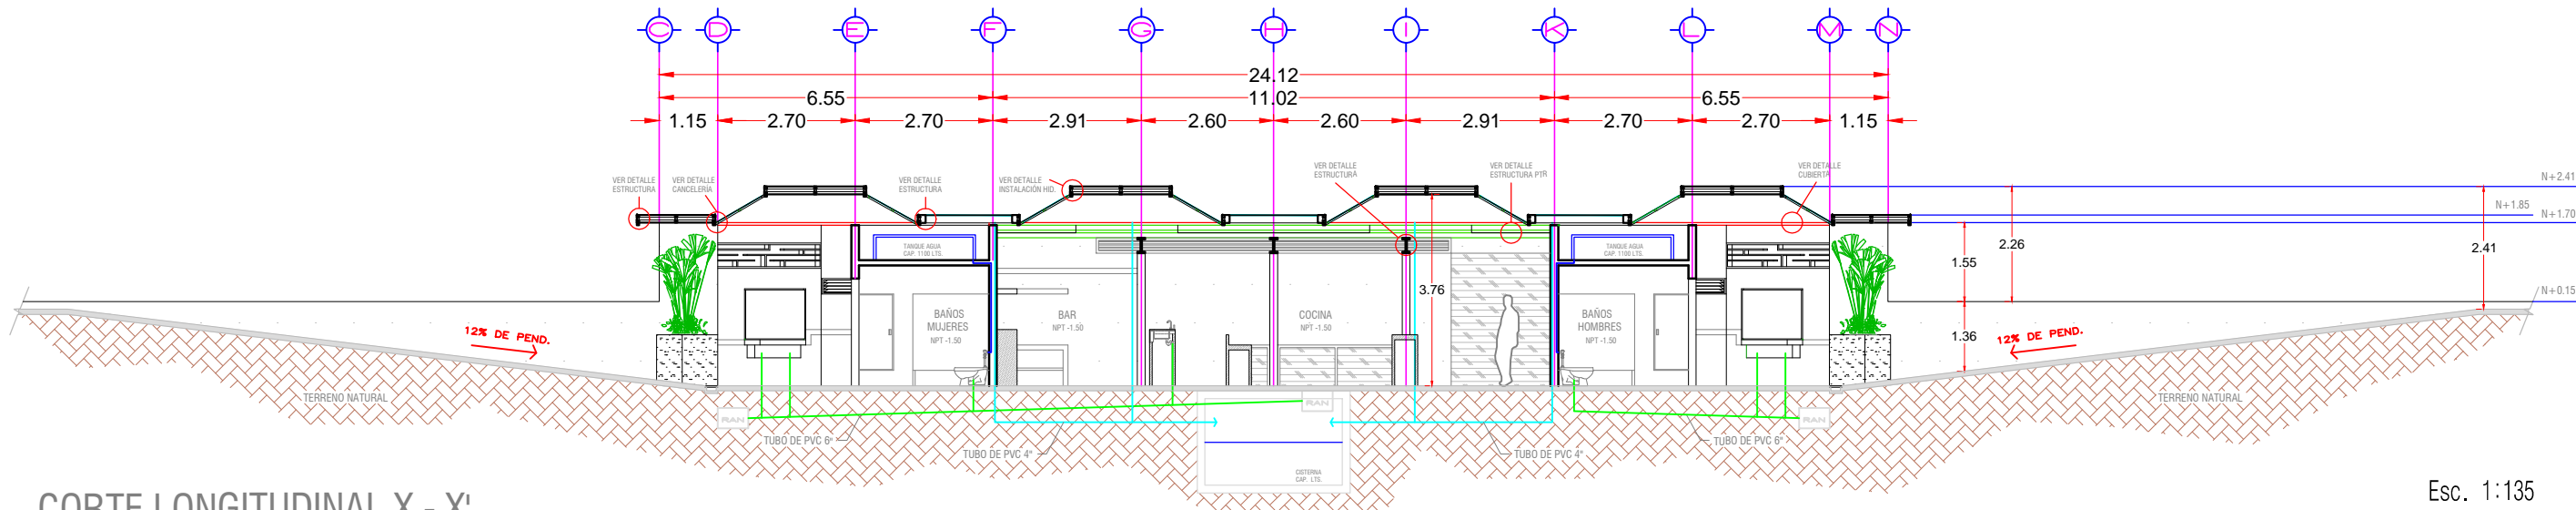 C D E F G H I K L M N
24.12
6.55 11.02 6.55
1.15 2.70 2.70 2.91 2.60 2.60 2.91 2.70 2.70 1.15
VER DETALLE
ESTRUCTURA
VER DETALLE
CANCELERÍA
VER DETALLE
ESTRUCTURA
VER DETALLE
INSTALACIÓN HID.
VER DETALLE
ESTRUCTURA
VER DETALLE
ESTRUCTURA PTR
VER DETALLE
CUBIERTA
N+2.41
N+1.85
N+1.70
N+0.15
2.26
2.41
1.55
1.36
3.76
TANQUE AGUA
CAP. 1100 LTS.
TANQUE AGUA
CAP. 1100 LTS.
BAÑOS
MUJERES
NPT -1.50
BAR
NPT -1.50
COCINA
NPT -1.50
BAÑOS
HOMBRES
NPT -1.50
12% DE PEND.
12% DE PEND.
TERRENO NATURAL
TERRENO NATURAL
RAN
RAN
RAN
TUBO DE PVC 6"
TUBO DE PVC 4"
TUBO DE PVC 4"
TUBO DE PVC 6"
CISTERNA
CAP. LTS.
CORTE LONGITUDINAL X - X'
Esc. 1:135